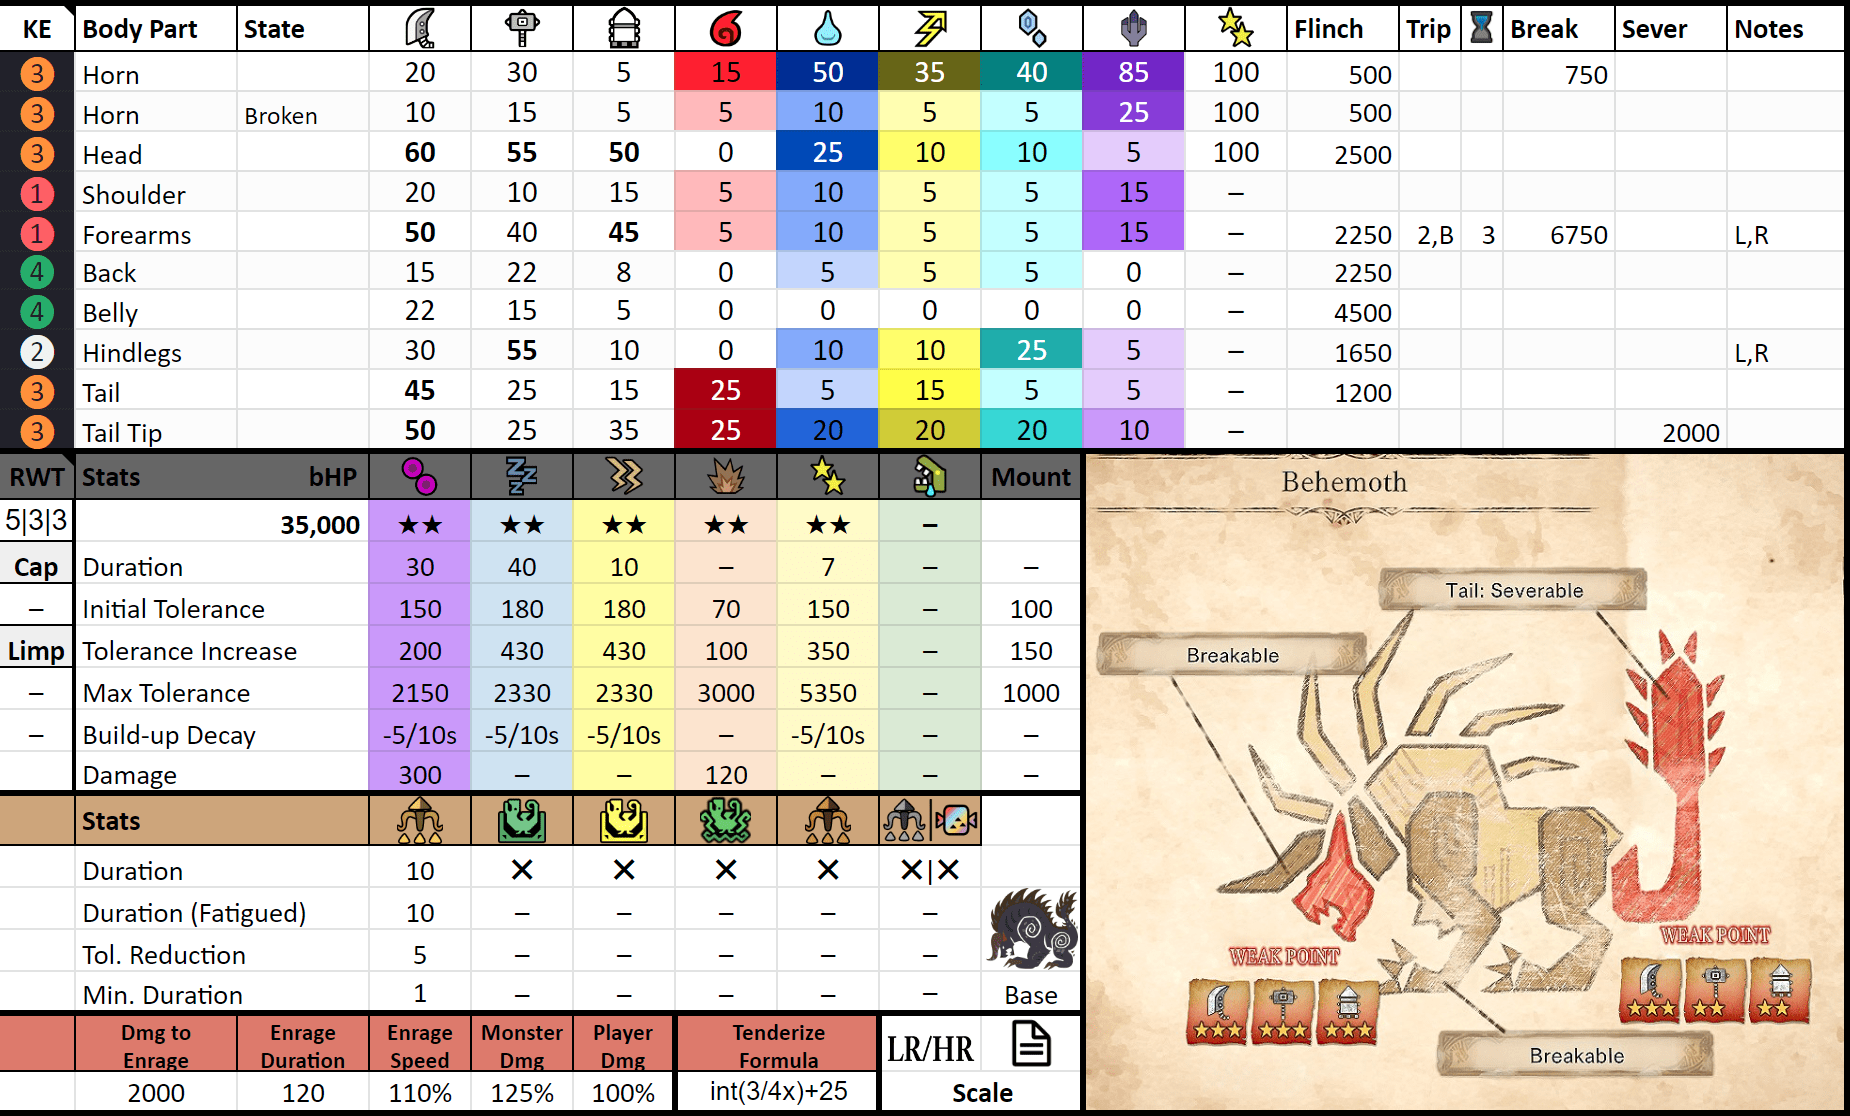 KE Body Part State Flinch Trip Break Sever Notes
3 Horn 20 30 5 15 50 35 40 85 100 500 750
3 Horn Broken 10 15 5 5 10 5 5 25 100 500
3 Head 60 55 50 0 25 10 10 5 100 2500
1 Shoulder 20 10 15 5 10 5 5 15 –
1 Forearms 50 40 45 5 10 5 5 15 – 2250 2,B 3 6750 L,R
4 Back 15 22 8 0 5 5 5 0 – 2250
4 Belly 22 15 5 0 0 0 0 0 – 4500
2 Hindlegs 30 55 10 0 10 10 25 5 – 1650 L,R
3 Tail 45 25 15 25 5 15 5 5 – 1200
3 Tail Tip 50 25 35 25 20 20 20 10 – 2000
RWT Stats bHP Mount
5|3|3 35,000 ★★ ★★ ★★ ★★ ★★ –
Cap Duration 30 40 10 – 7 – –
– Initial Tolerance 150 180 180 70 150 – 100
Limp Tolerance Increase 200 430 430 100 350 – 150
– Max Tolerance 2150 2330 2330 3000 5350 – 1000
– Build-up Decay -5/10s -5/10s -5/10s – -5/10s – –
Damage 300 – – 120 – – –
Stats
Duration 10 ✕ ✕ ✕ ✕ ✕|✕
Duration (Fatigued) 10 – – – – –
Tol. Reduction 5 – – – – –
Min. Duration 1 – – – – – Base
Dmg to Enrage Enrage Duration Enrage Speed Monster Dmg Player Dmg Tenderize Formula LR/HR
2000 120 110% 125% 100% int(3/4x)+25 Scale
Behemoth
Tail: Severable
Breakable
WEAK POINT
WEAK POINT
Breakable